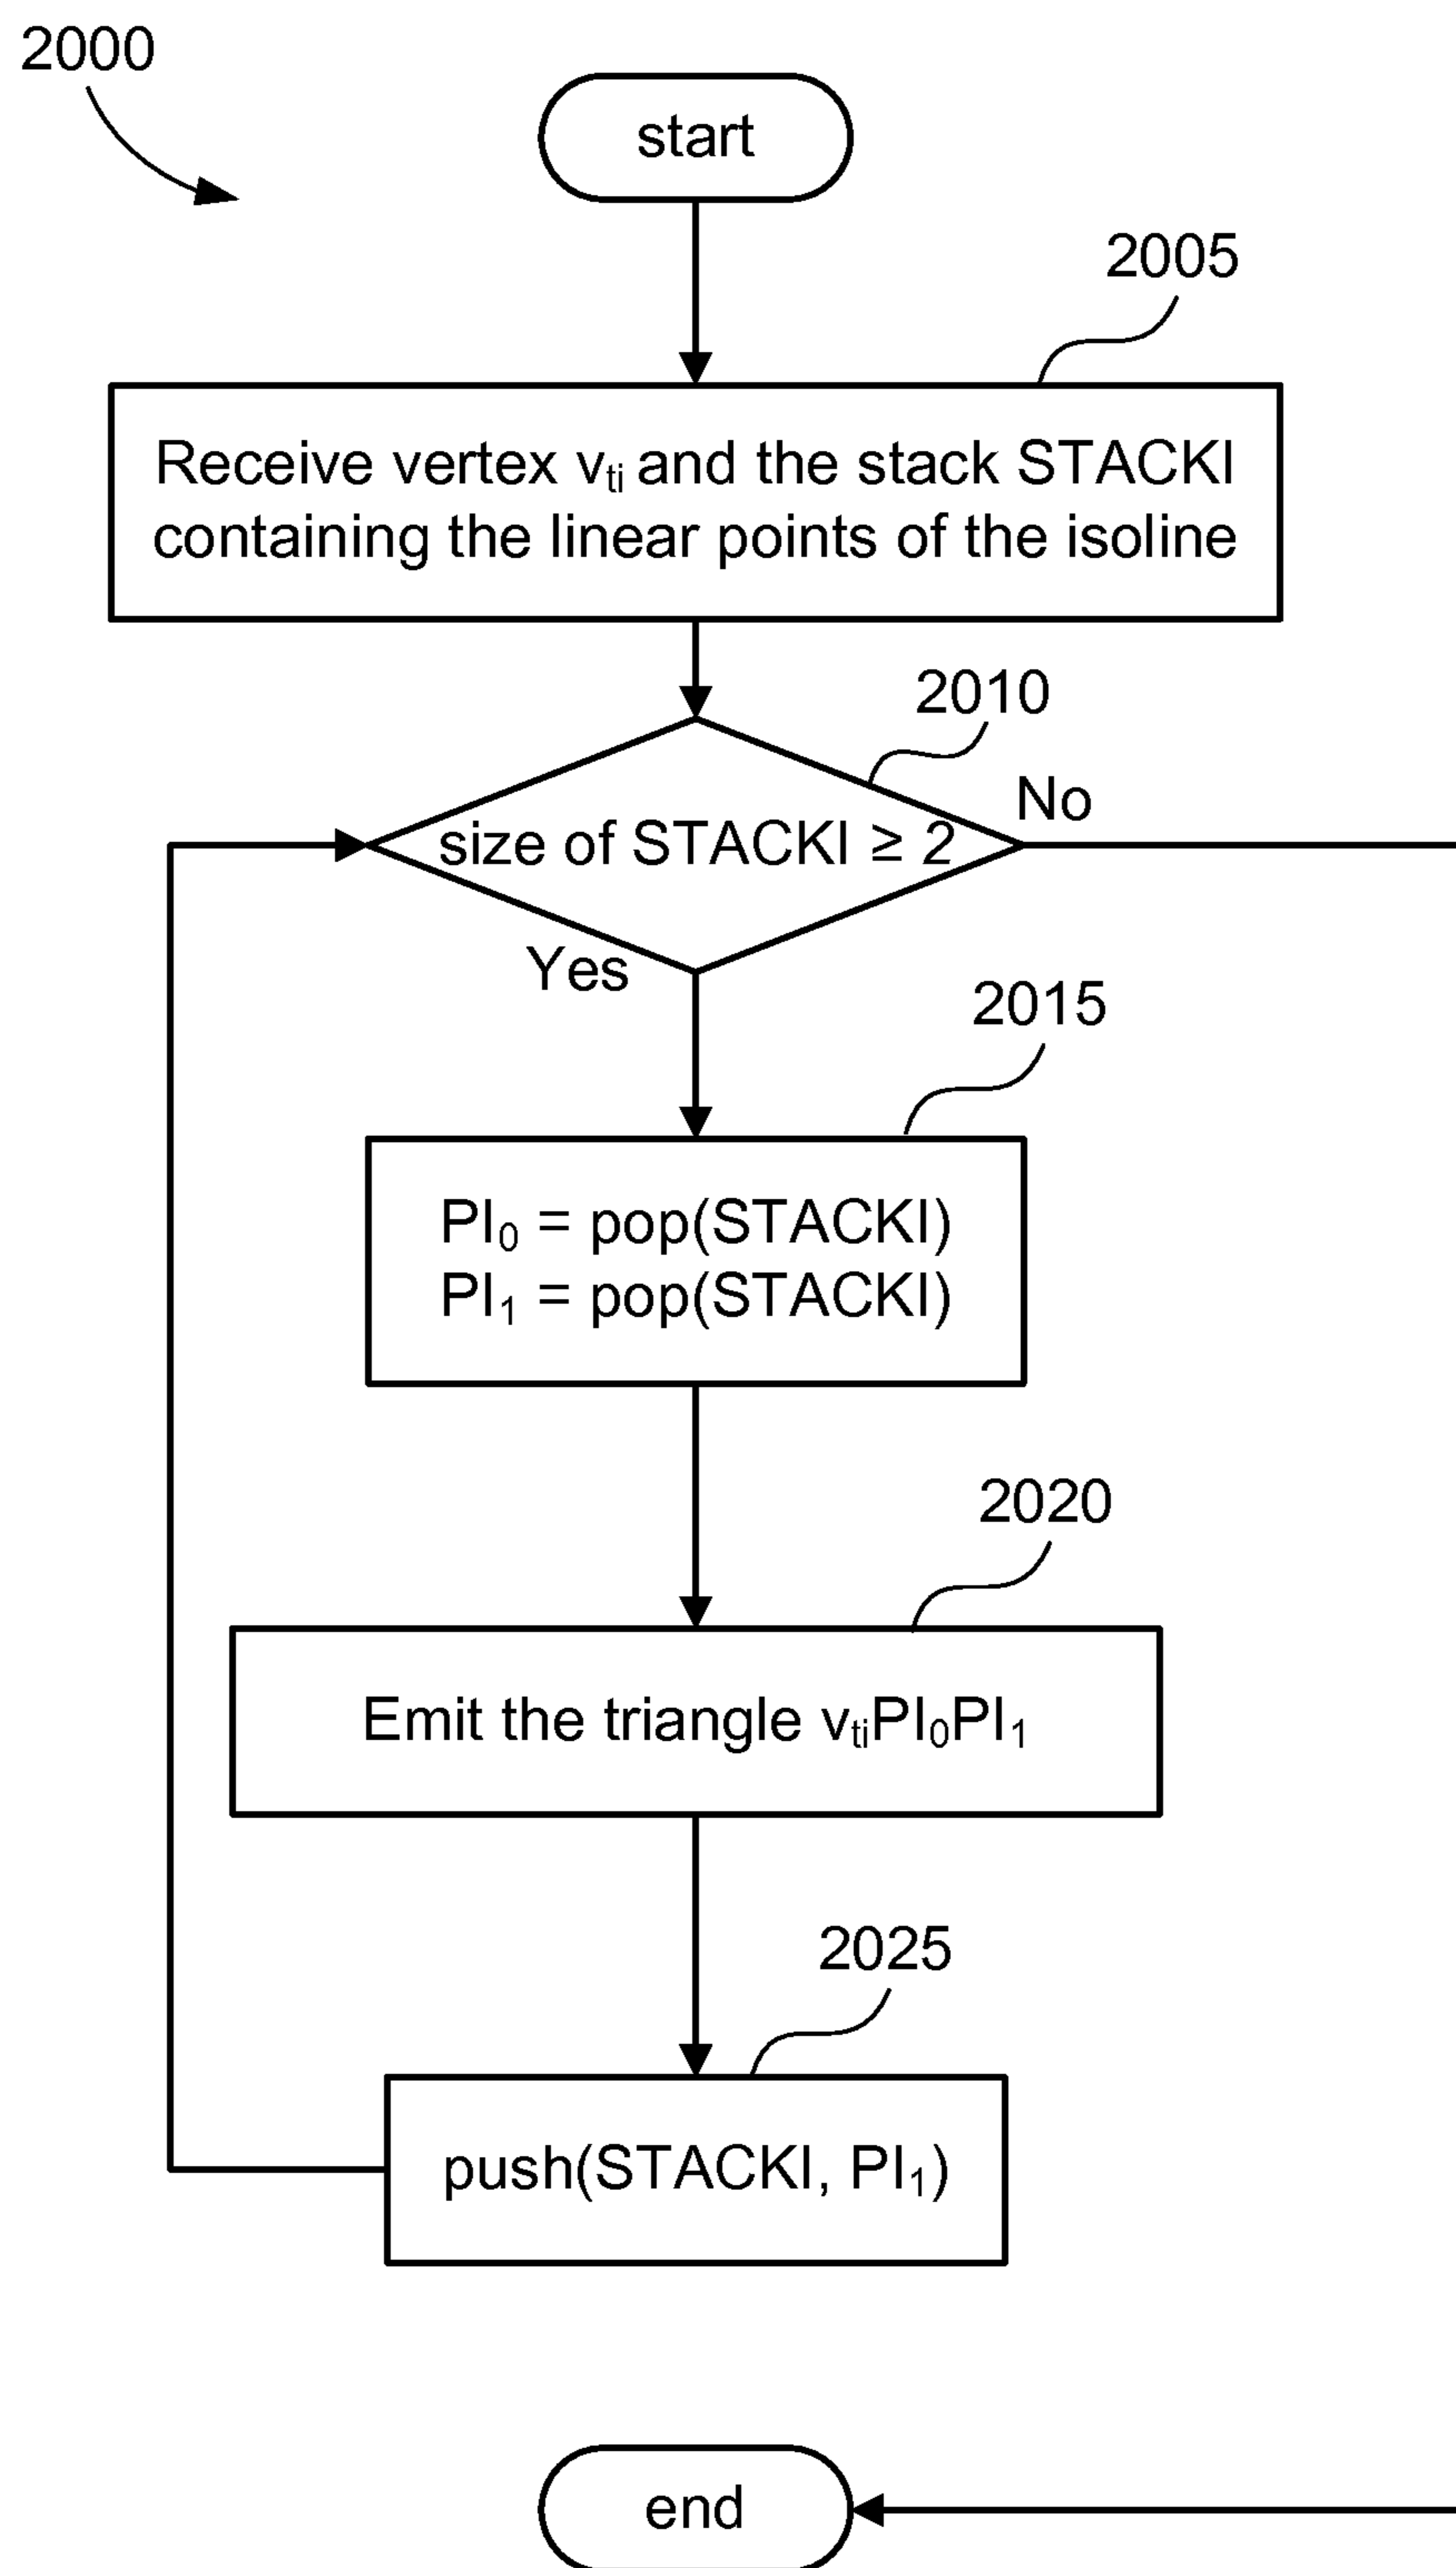 2000
start
2005
Receive vertex vti and the stack STACKI
containing the linear points of the isoline
2010
No
size of STACKI ≥ 2
Yes
2015
PI0 = pop(STACKI)
PI1 = pop(STACKI)
2020
Emit the triangle vtiPI0PI1
2025
push(STACKI, PI1)
end